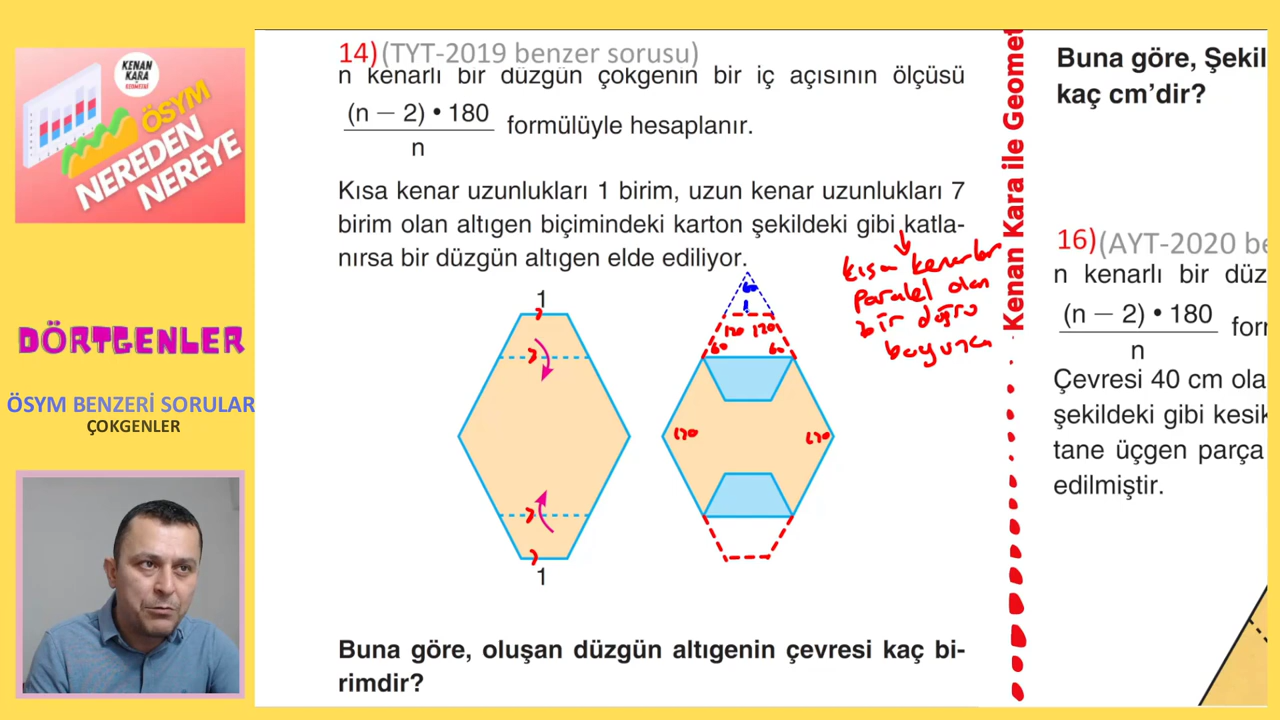 KENAN
KARA
GEOMETRİ
ÖSYM
NEREDEN
NEREYE
DÖRTGENLER
ÖSYM BENZERİ SORULAR
ÇOKGENLER
14) (TYT-2019 benzer sorusu)
n kenarlı bir düzgün çokgenin bir iç açısının ölçüsü
(n – 2) • 180
n
formülüyle hesaplanır.
Kısa kenar uzunlukları 1 birim, uzun kenar uzunlukları 7
birim olan altıgen biçimindeki karton şekildeki gibi katla-
nırsa bir düzgün altıgen elde ediliyor.
kısa kenarlar
paralel olan
bir doğru
boyunca
1
1
60
1
120 120
60 60
120 120
Buna göre, oluşan düzgün altıgenin çevresi kaç bi-
rimdir?
Kenan Kara ile Geomet
Buna göre, Şekil
kaç cm’dir?
16) (AYT-2020 be
n kenarlı bir düz
(n – 2) • 180
n
forr
Çevresi 40 cm ola
şekildeki gibi kesik
tane üçgen parça
edilmiştir.